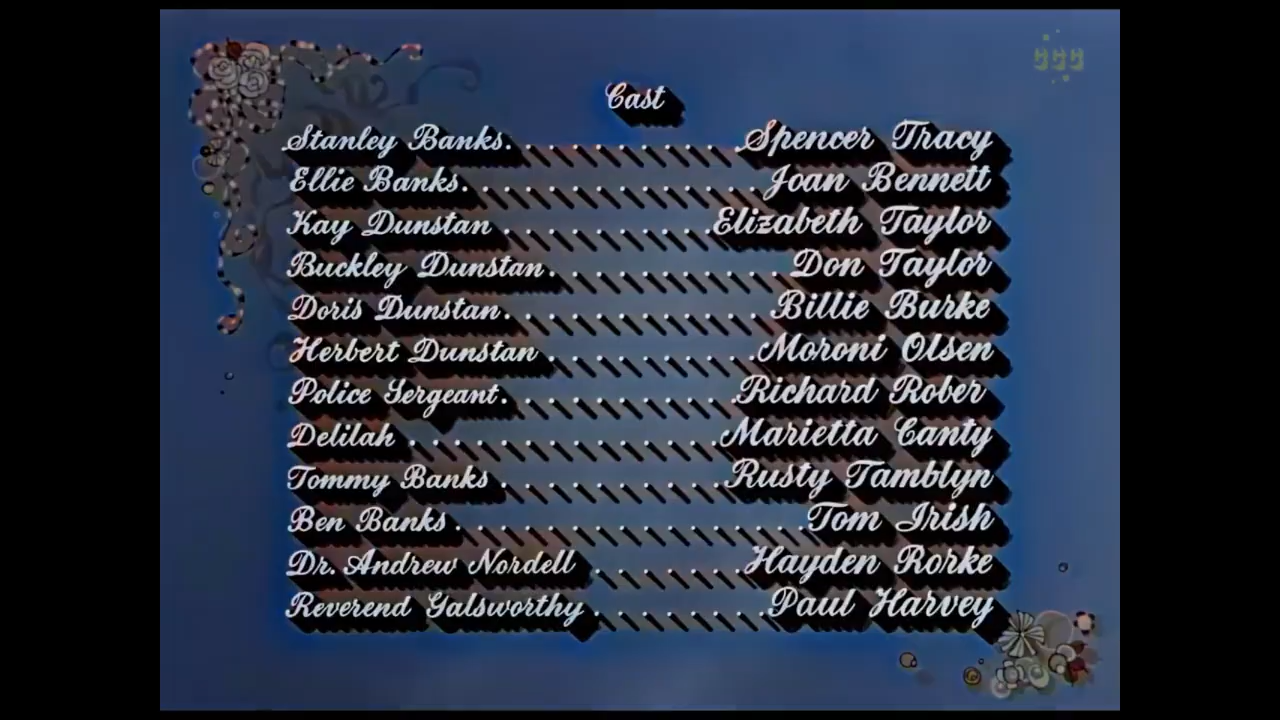 Cast
Stanley Banks. . . . . . . . . . .Spencer Tracy
Ellie Banks. . . . . . . . . . . . . Joan Bennett
Kay Dunstan . . . . . . . . . .Elizabeth Taylor
Buckley Dunstan. . . . . . . . . . . Don Taylor
Doris Dunstan. . . . . . . . . . . . Billie Burke
Herbert Dunstan . . . . . . . . . .Moroni Olsen
Police Sergeant. . . . . . . . . . .Richard Rober
Delilah . . . . . . . . . . . . . .Marietta Canty
Tommy Banks . . . . . . . . . . .Rusty Tamblyn
Ben Banks . . . . . . . . . . . . . . . .Tom Irish
Dr. Andrew Nordell . . . . . . .Hayden Rorke
Reverend Galsworthy . . . . . . . .Paul Harvey